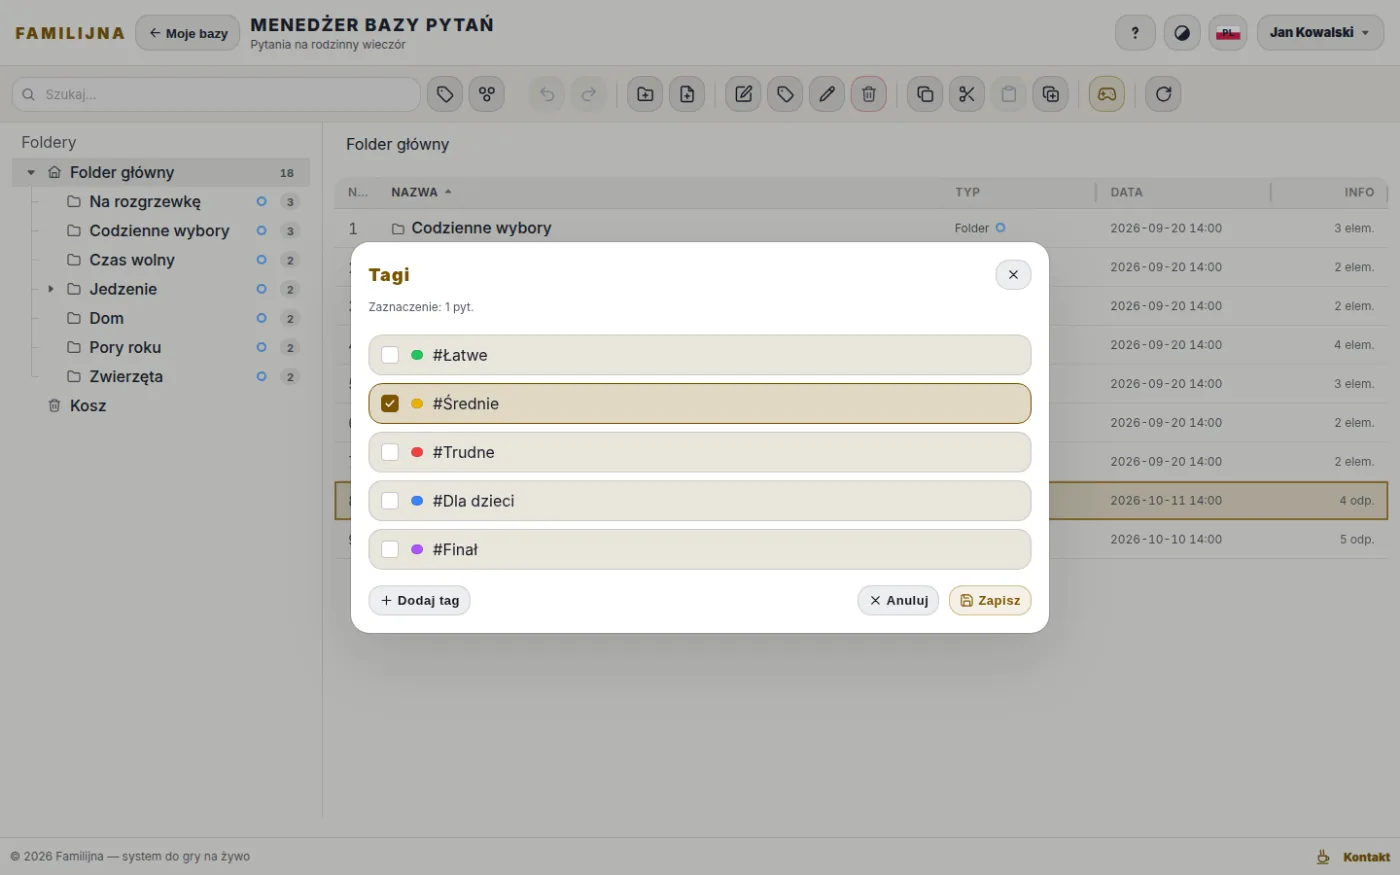 FAMILIJNA
← Moje bazy
MENEDŻER BAZY PYTAŃ
Pytania na rodzinny wieczór
?
PL
Jan Kowalski
Szukaj...
Foldery
Folder główny 18
Na rozgrzewkę 3
Codzienne wybory 3
Czas wolny 2
Jedzenie 2
Dom 2
Pory roku 2
Zwierzęta 2
Kosz
Folder główny
N... NAZWA TYP DATA INFO
1 Codzienne wybory Folder 2026-09-20 14:00 3 elem.
2026-09-20 14:00 2 elem.
2026-09-20 14:00 2 elem.
2026-09-20 14:00 4 elem.
2026-09-20 14:00 3 elem.
2026-09-20 14:00 2 elem.
2026-09-20 14:00 2 elem.
2026-10-11 14:00 4 odp.
2026-10-10 14:00 5 odp.
Tagi
Zaznaczenie: 1 pyt.
#Łatwe
#Średnie
#Trudne
#Dla dzieci
#Finał
+ Dodaj tag
Anuluj
Zapisz
© 2026 Familijna — system do gry na żywo
Kontakt